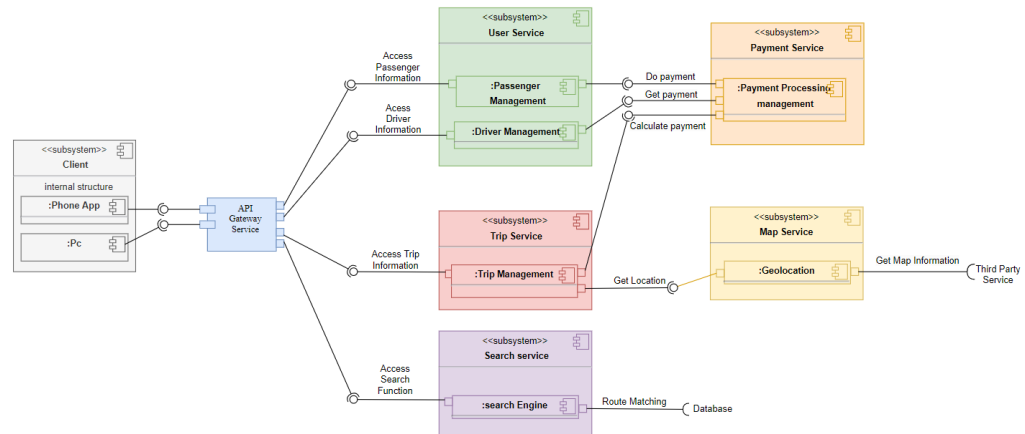 <<subsystem>>
Client
internal structure
:Phone App
:Pc
API
Gateway
Service
Access
Passenger
Information
Acess
Driver
Information
Access Trip
Information
Access
Search
Function
<<subsystem>>
User Service
:Passenger
Management
:Driver Management
<<subsystem>>
Trip Service
:Trip Management
<<subsystem>>
Search service
:search Engine
Do payment
Get payment
Calculate payment
Get Location
Route Matching
Database
<<subsystem>>
Payment Service
:Payment Processing
management
<<subsystem>>
Map Service
:Geolocation
Get Map Information
Third Party
Service